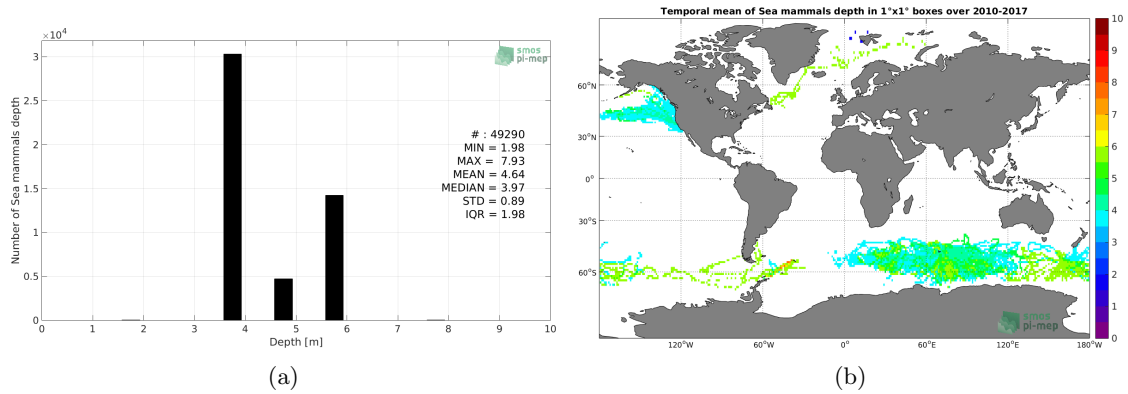 ×10⁴
3
2.5
2
1.5
1
0.5
0
0 1 2 3 4 5 6 7 8 9 10
Number of Sea mammals depth
Depth [m]
smos
pi-mep
# : 49290
MIN = 1.98
MAX = 7.93
MEAN = 4.64
MEDIAN = 3.97
STD = 0.89
IQR = 1.98
(a)
Temporal mean of Sea mammals depth in 1°x1° boxes over 2010-2017
60°N
30°N
0°
30°S
60°S
120°W 60°W 0° 60°E 120°E 180°W
smos
pi-mep
10
9
8
7
6
5
4
3
2
1
0
(b)